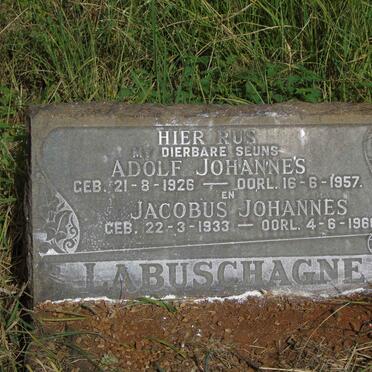 HIER RUS
MY DIERBARE SEUNS
ADOLF JOHANNES
GEB. 21-8-1926 — OORL. 16-6-1957.
EN
JACOBUS JOHANNES
GEB. 22-3-1933 — OORL. 4-6-196
LABUSCHAGNE